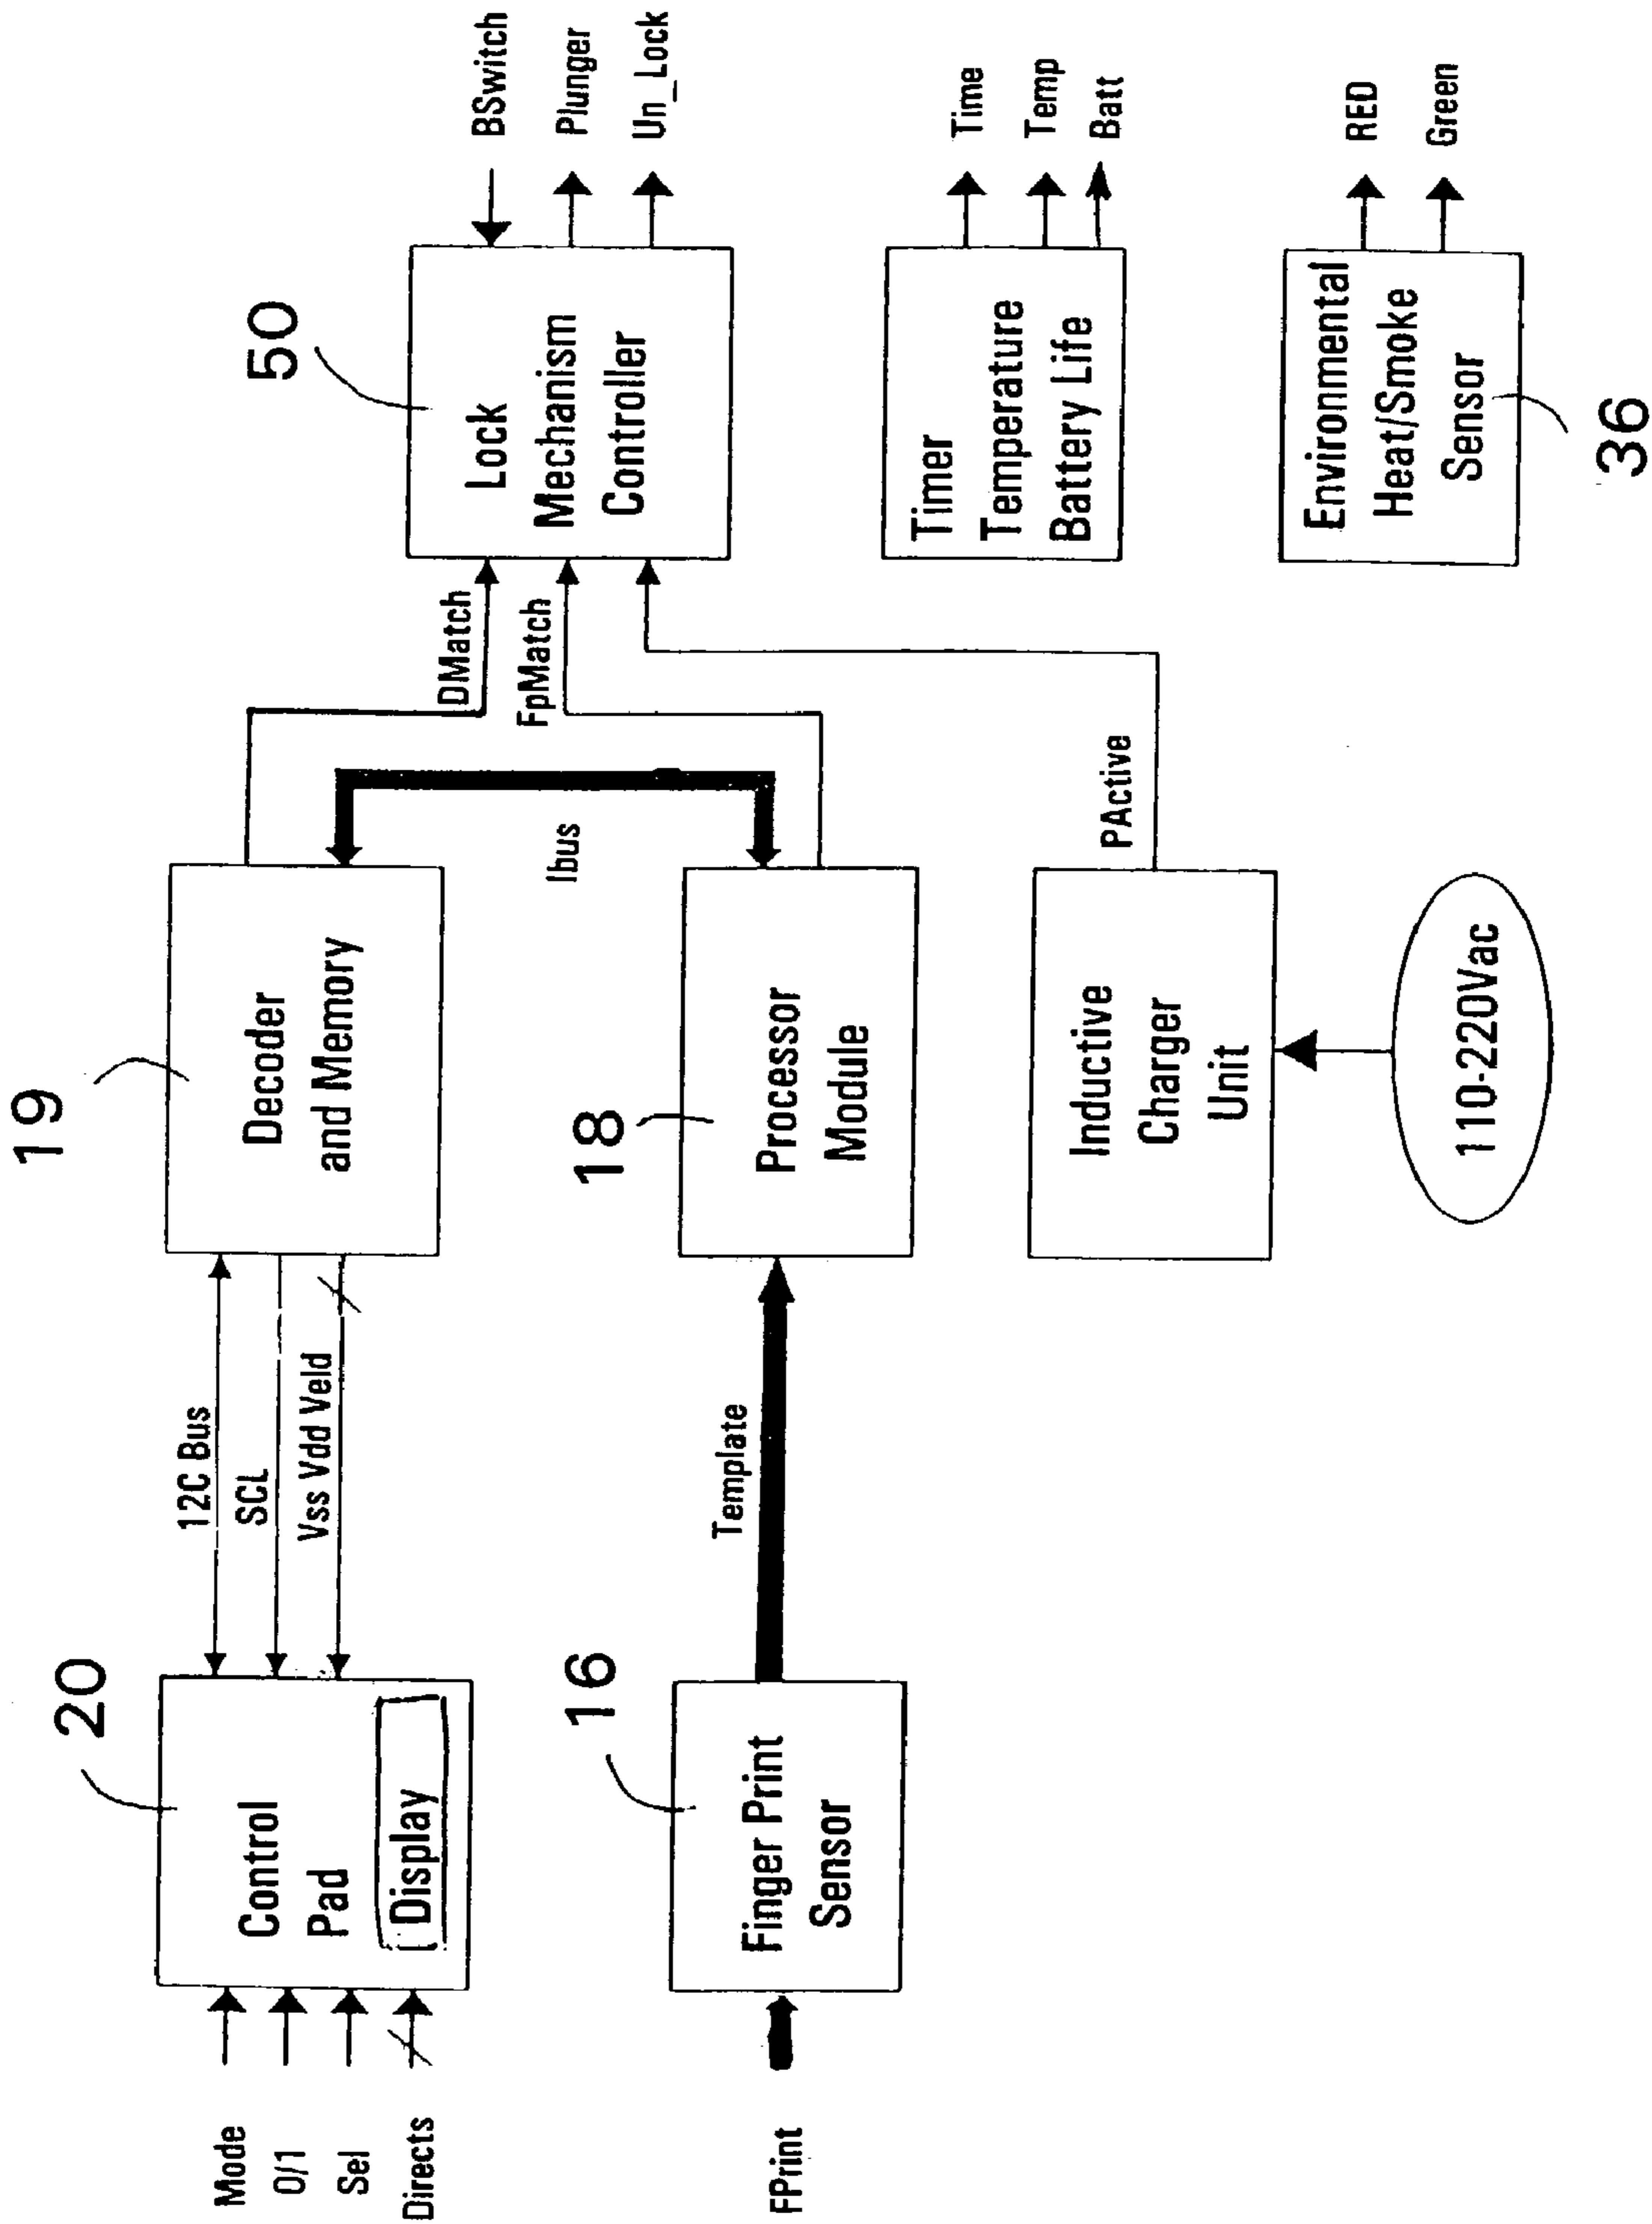 20
Mode
0/1
Sel
Directs
Control
Pad
Display
12C Bus
SCL
Vss Vdd Veld
19
Decoder
and Memory
DMatch
FpMatch
Ibus
50
Lock
Mechanism
Controller
BSwitch
Plunger
Un_Lock
16
FPrint
Finger Print
Sensor
Template
18
Processor
Module
Timer
Temperature
Battery Life
Time
Temp
Batt
Inductive
Charger
Unit
PActive
110-220Vac
Environmental
Heat/Smoke
Sensor
36
RED
Green